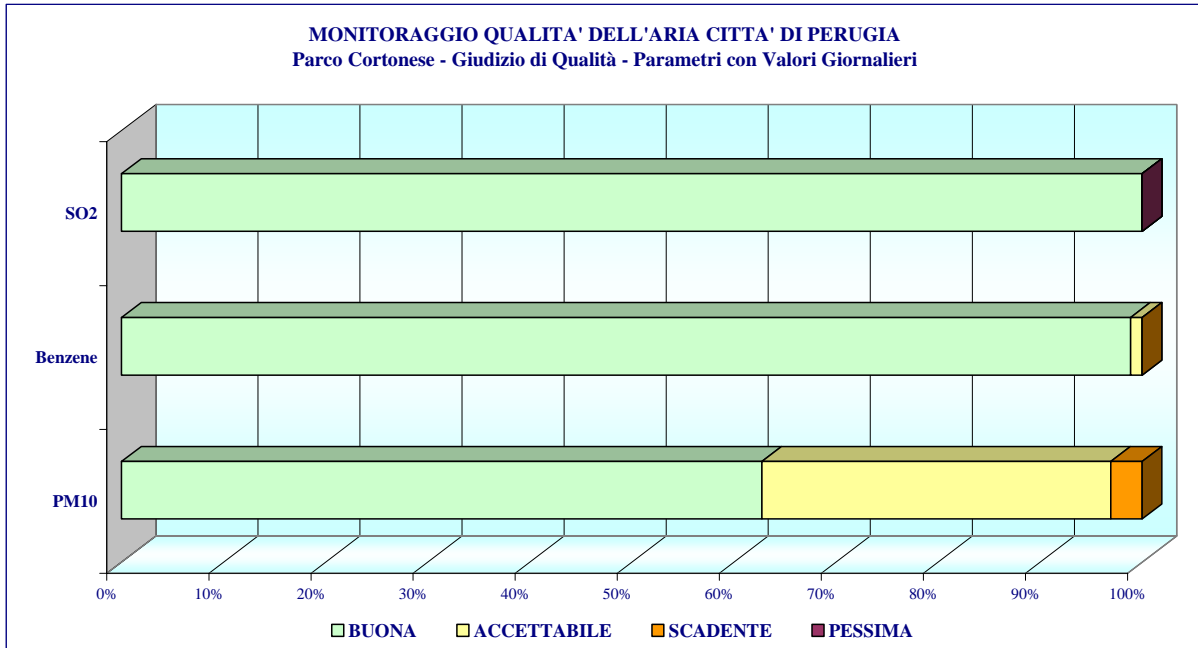 MONITORAGGIO QUALITA' DELL'ARIA CITTA' DI PERUGIA
Parco Cortonese - Giudizio di Qualità - Parametri con Valori Giornalieri
SO2
Benzene
PM10
0% 10% 20% 30% 40% 50% 60% 70% 80% 90% 100%
BUONA ACCETTABILE SCADENTE PESSIMA